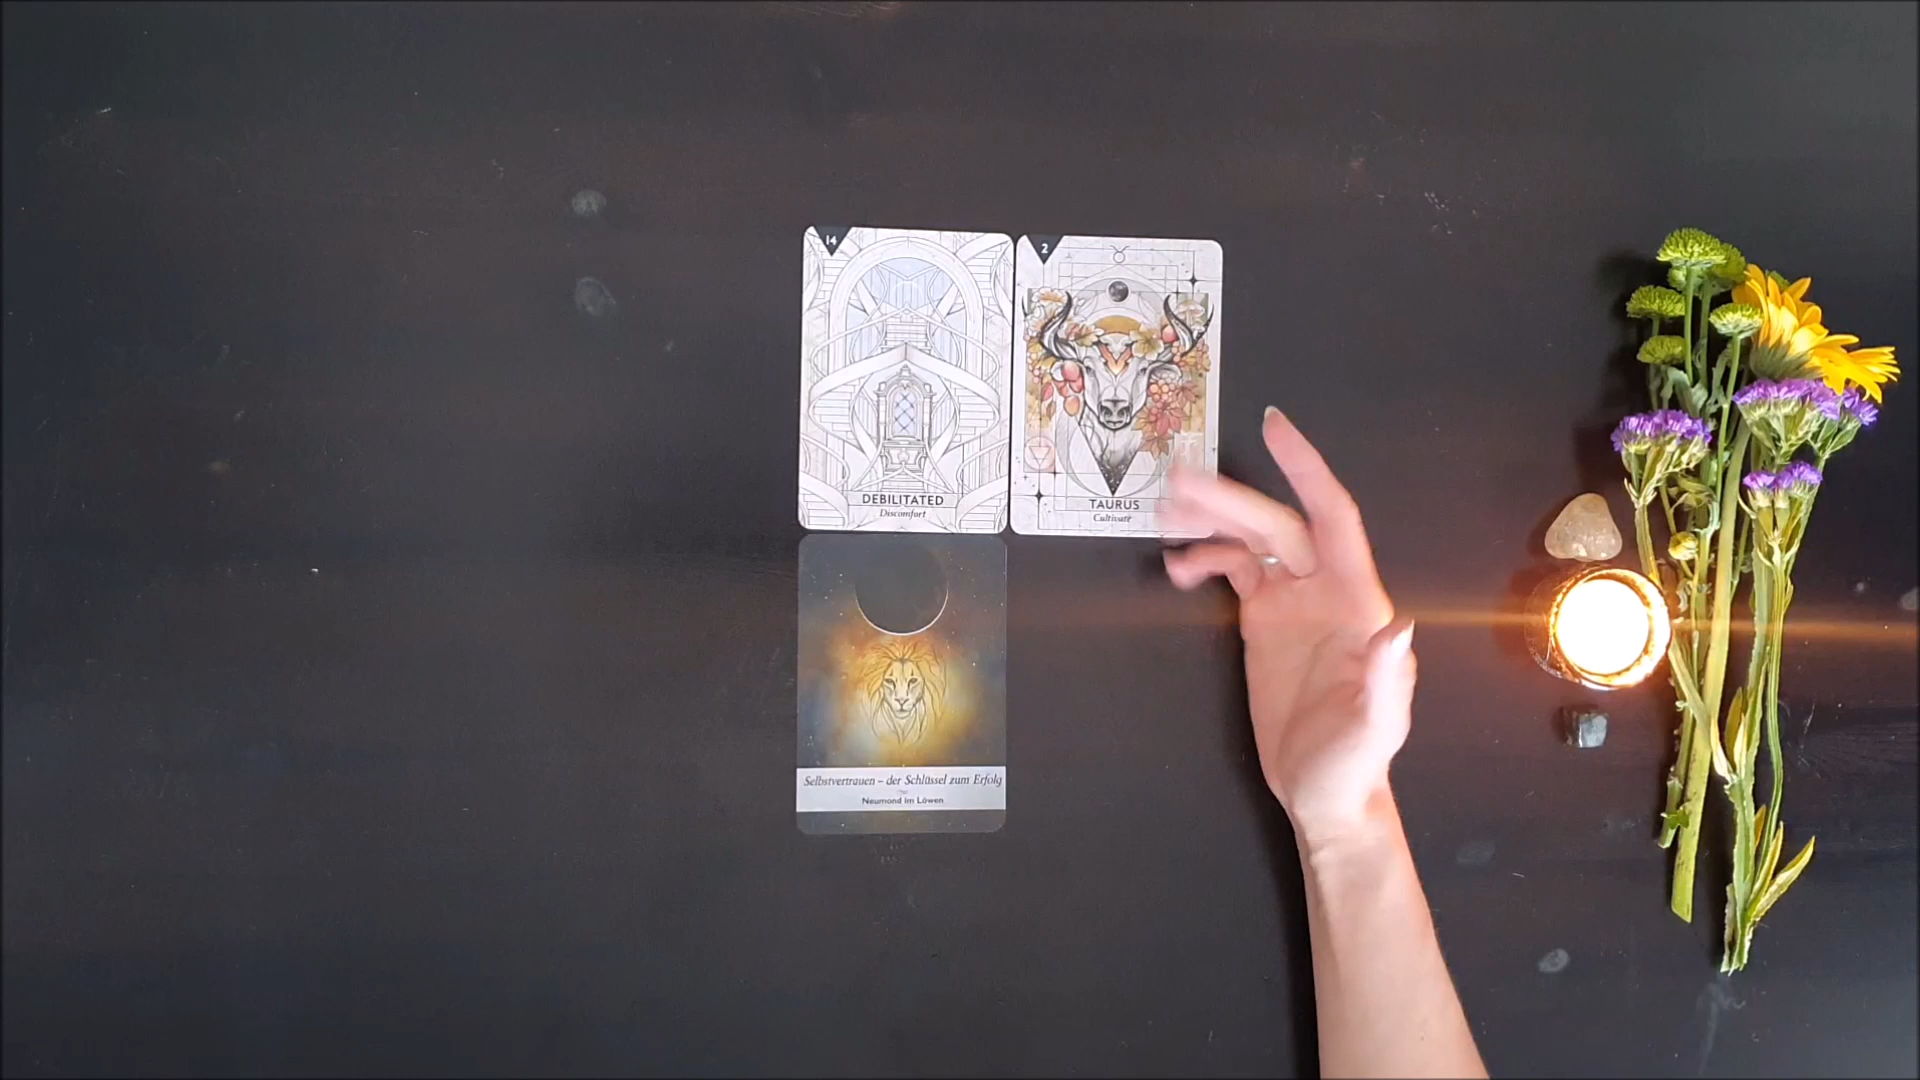 14
DEBILITATED
Discomfort
2
TAURUS
Cultivate
Selbstvertrauen – der Schlüssel zum Erfolg
Neumond im Löwen